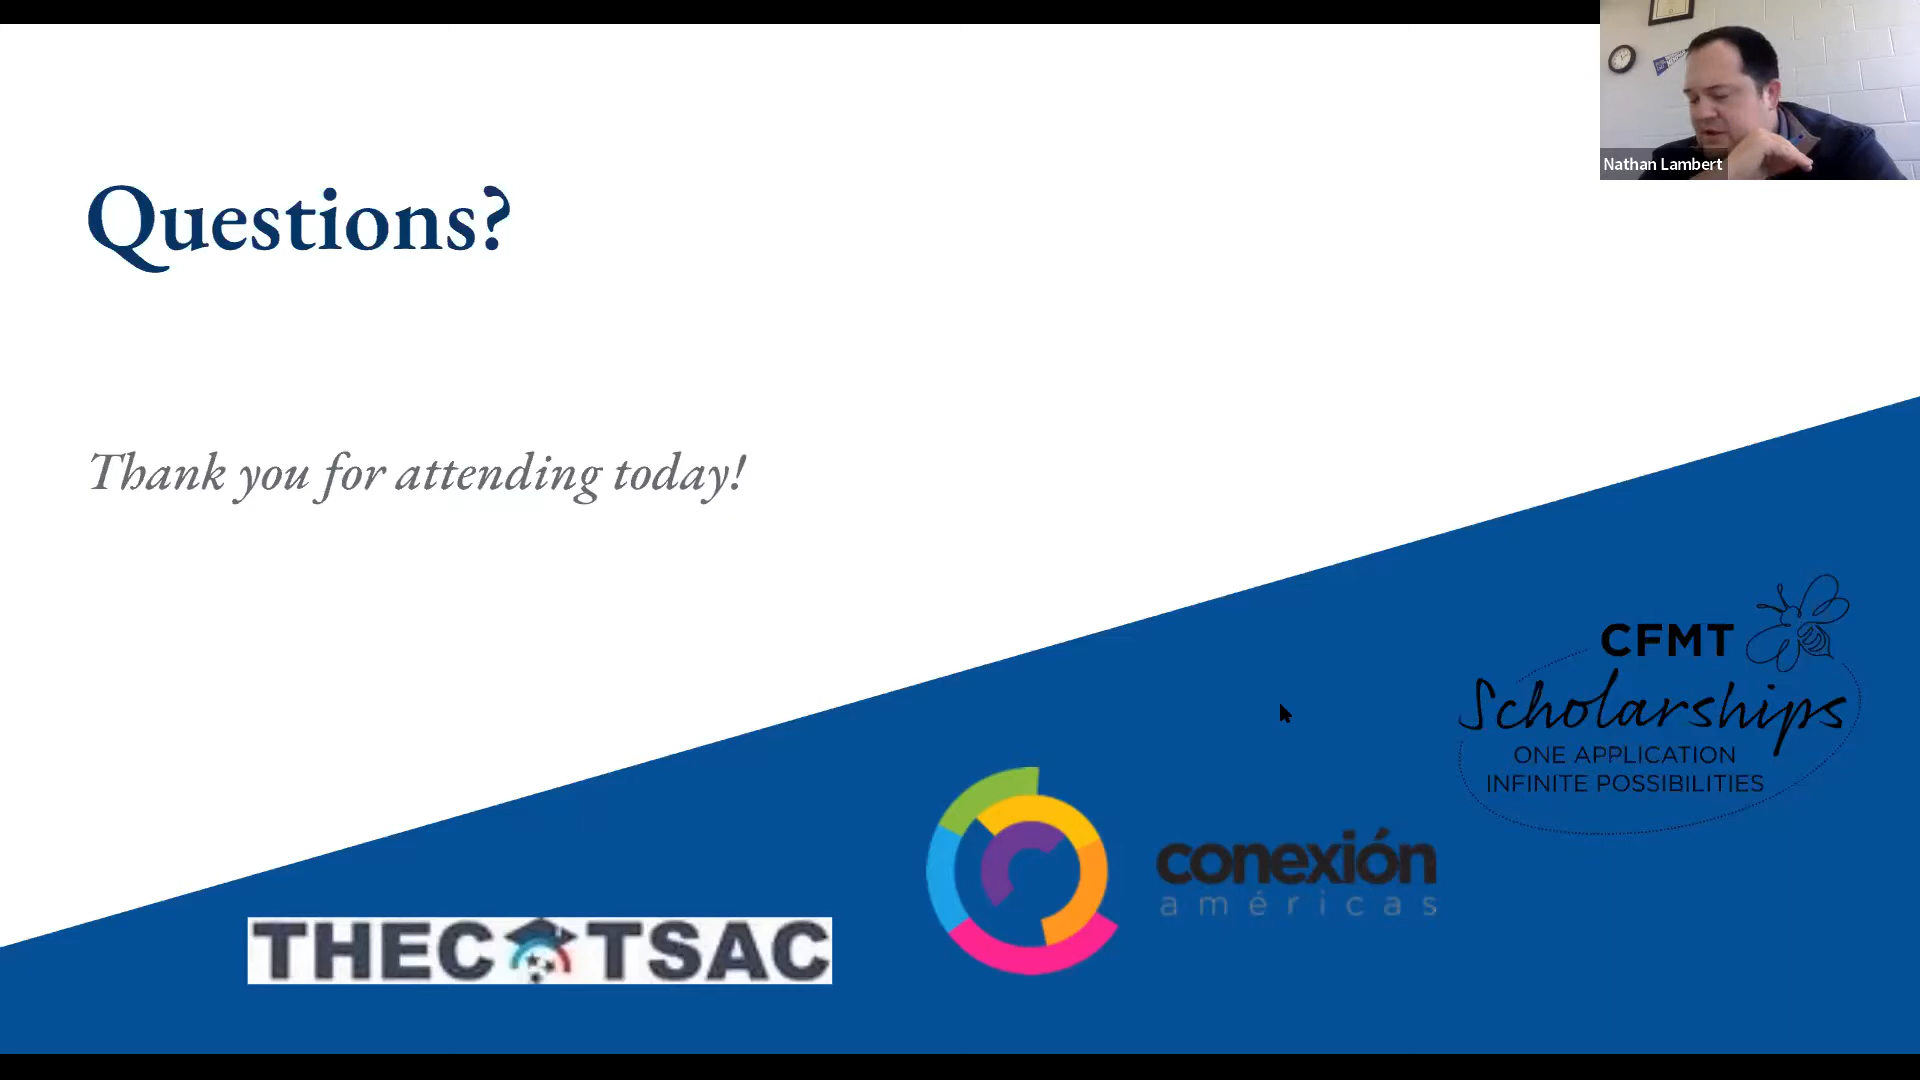 Nathan Lambert
Questions?
Thank you for attending today!
CFMT
Scholarships
ONE APPLICATION
INFINITE POSSIBILITIES
conexión
américas
THEC TSAC